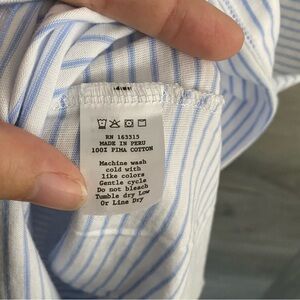 RN 163315
MADE IN PERU
100% PIMA COTTON
Machine wash
cold with
like colors
Gentle cycle
Do not bleach
Tumble dry Low
Or Line Dry